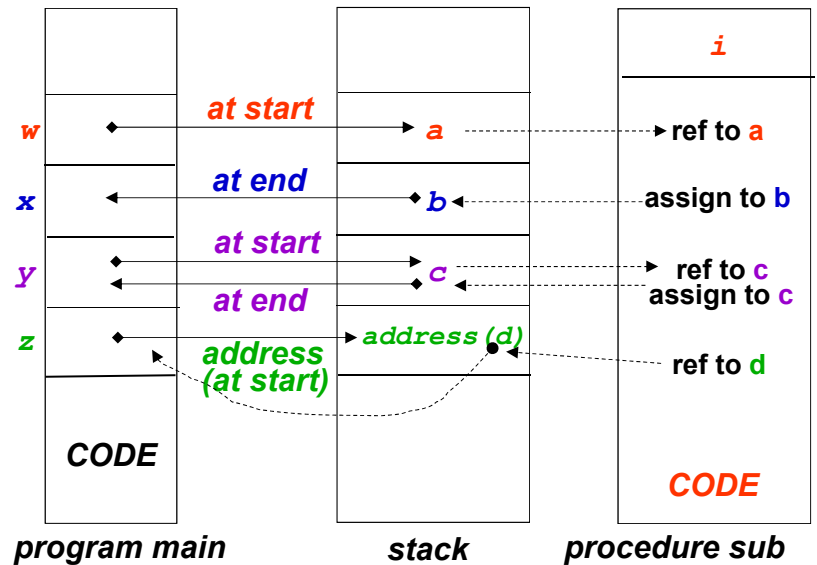 i
w
at start
a
ref to a
x
at end
b
assign to b
y
at start
c
ref to c
assign to c
at end
z
address(d)
address
(at start)
ref to d
CODE
CODE
program main
stack
procedure sub